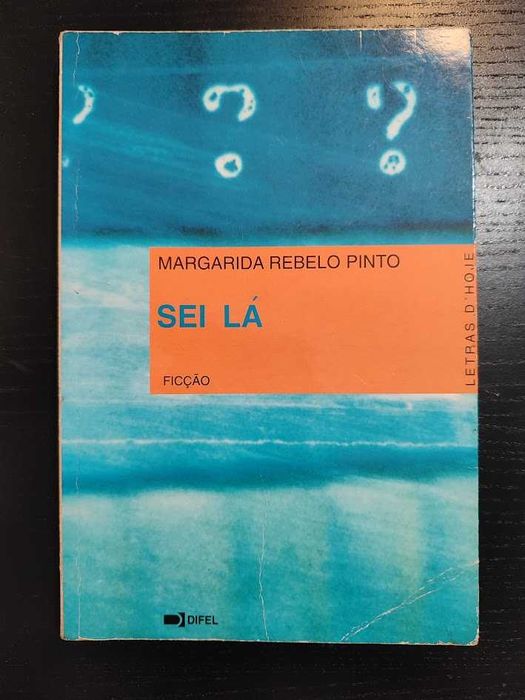 ? ? ?
MARGARIDA REBELO PINTO
SEI LÁ
FICÇÃO
LETRAS D'HOJE
DIFEL